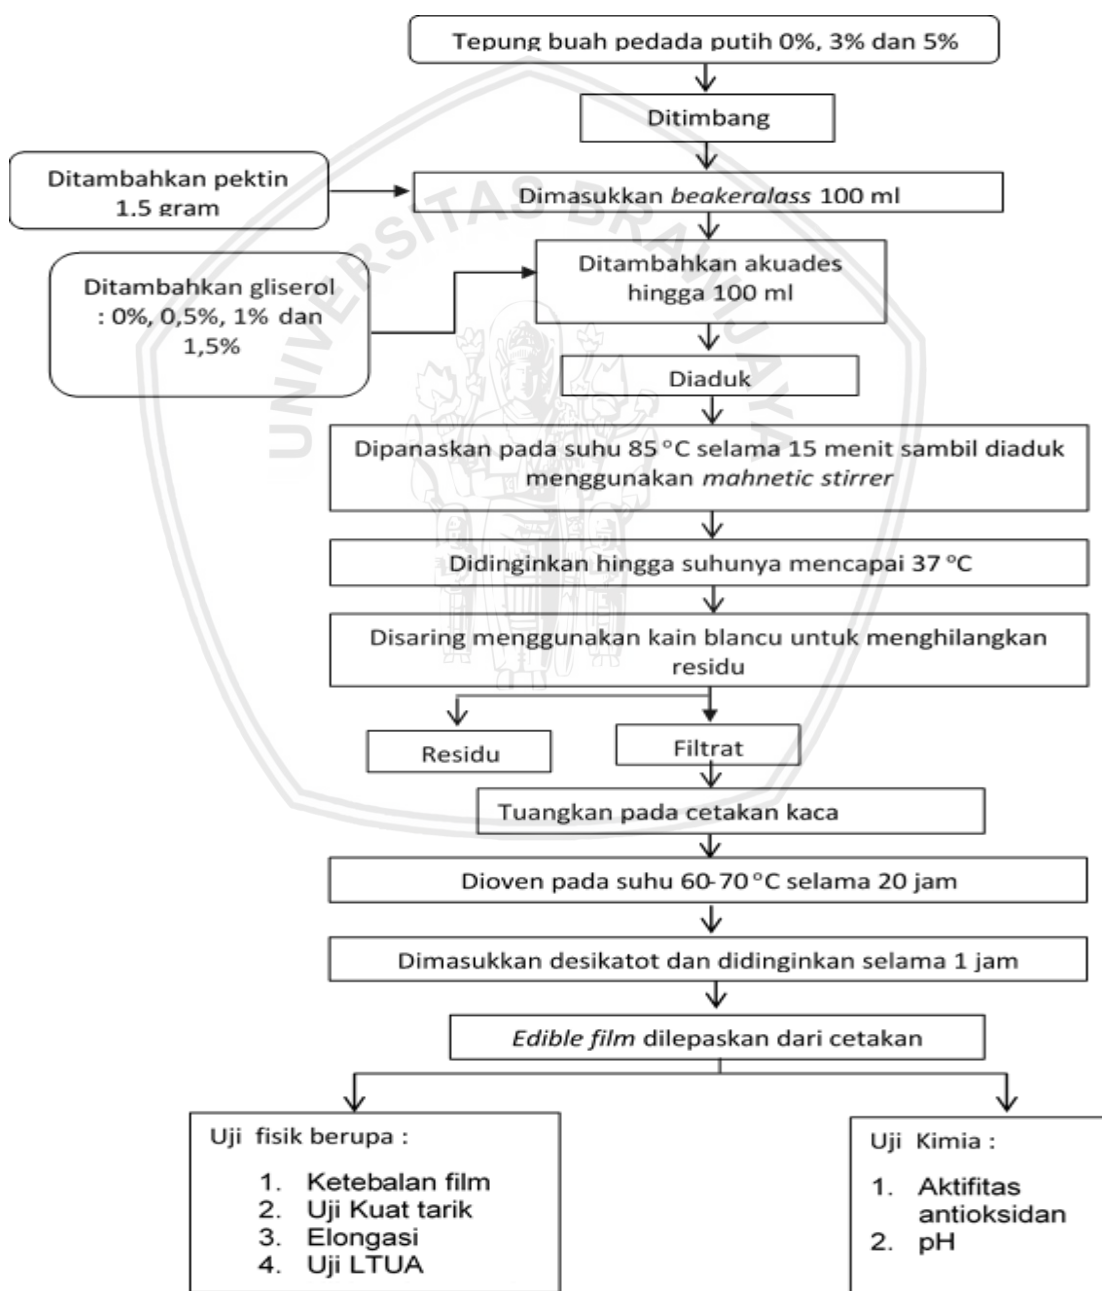 Tepung buah pedada putih 0%, 3% dan 5%
Ditimbang
Ditambahkan pektin
1.5 gram
Dimasukkan beakeralass 100 ml
Ditambahkan gliserol
: 0%, 0,5%, 1% dan
1,5%
Ditambahkan akuades
hingga 100 ml
Diaduk
Dipanaskan pada suhu 85 °C selama 15 menit sambil diaduk
menggunakan mahnetic stirrer
Didinginkan hingga suhunya mencapai 37 °C
Disaring menggunakan kain blancu untuk menghilangkan
residu
Residu
Filtrat
Tuangkan pada cetakan kaca
Dioven pada suhu 60-70 °C selama 20 jam
Dimasukkan desikatot dan didinginkan selama 1 jam
Edible film dilepaskan dari cetakan
Uji fisik berupa :
1. Ketebalan film
2. Uji Kuat tarik
3. Elongasi
4. Uji LTUA
Uji Kimia :
1. Aktifitas
antioksidan
2. pH
UNIVERSITAS BRAWIJAYA